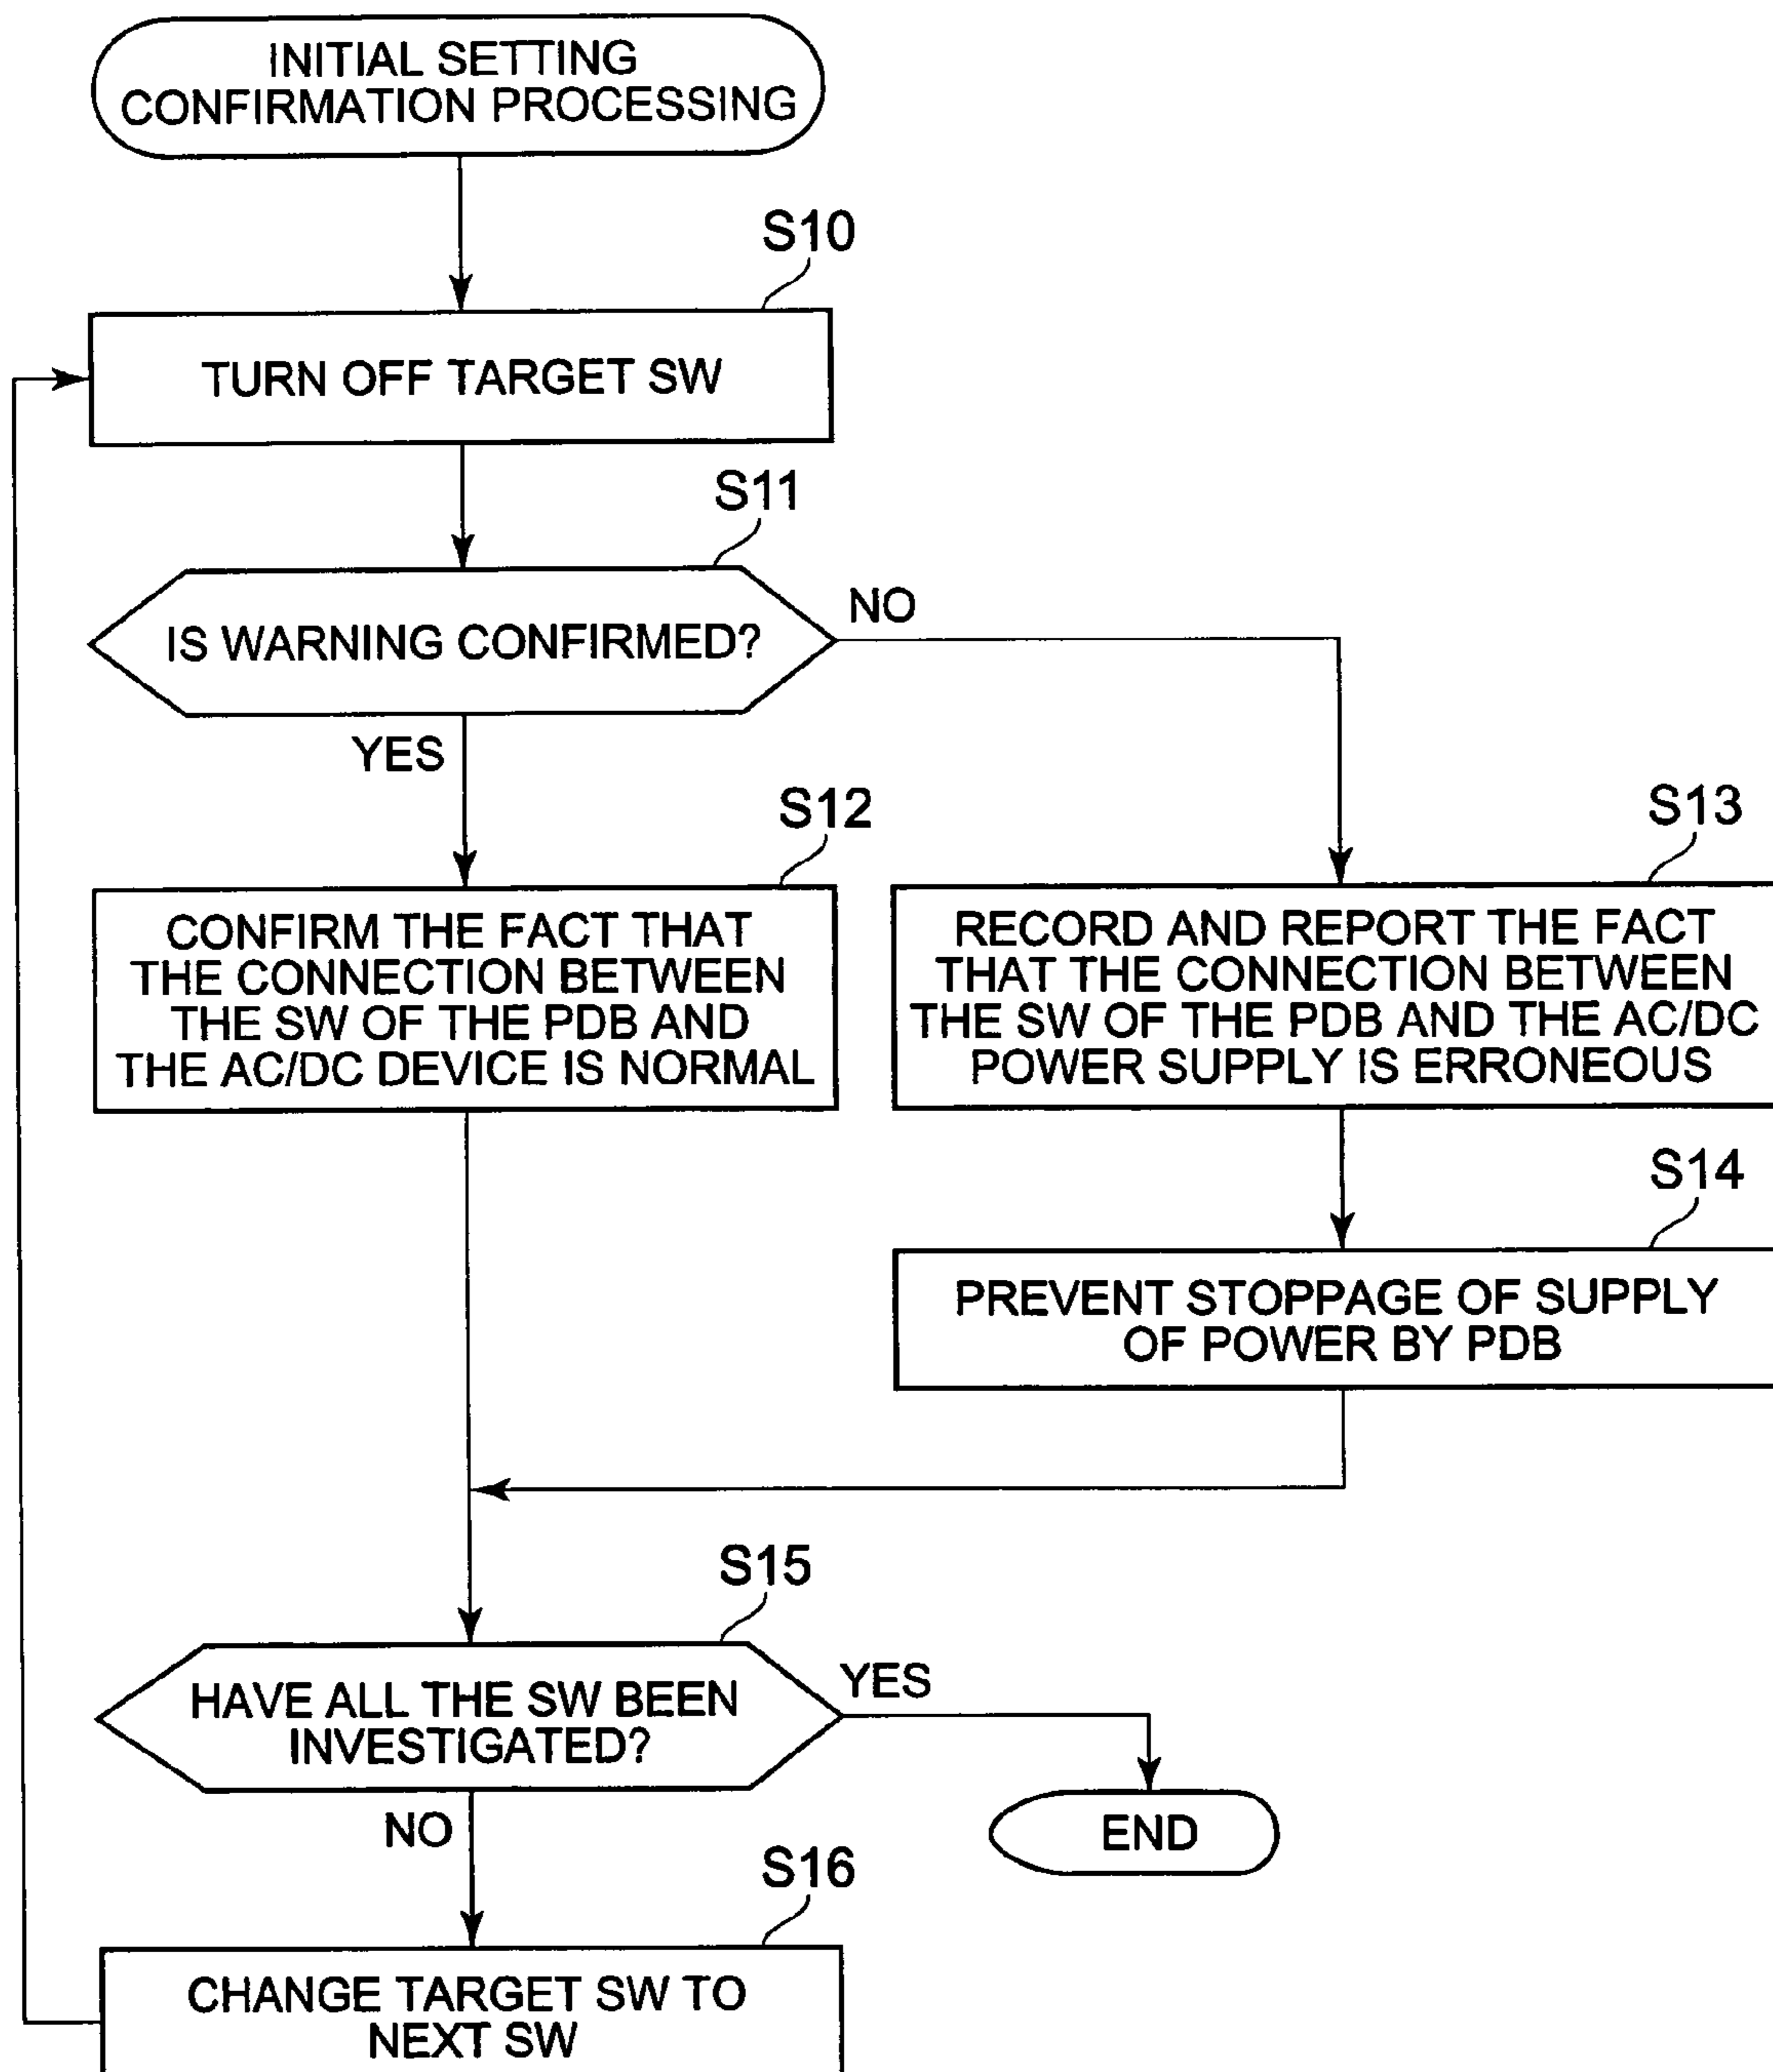 INITIAL SETTING
CONFIRMATION PROCESSING
S10
TURN OFF TARGET SW
S11
IS WARNING CONFIRMED?
NO
YES
S12
CONFIRM THE FACT THAT
THE CONNECTION BETWEEN
THE SW OF THE PDB AND
THE AC/DC DEVICE IS NORMAL
S13
RECORD AND REPORT THE FACT
THAT THE CONNECTION BETWEEN
THE SW OF THE PDB AND THE AC/DC
POWER SUPPLY IS ERRONEOUS
S14
PREVENT STOPPAGE OF SUPPLY
OF POWER BY PDB
S15
HAVE ALL THE SW BEEN
INVESTIGATED?
YES
END
NO
S16
CHANGE TARGET SW TO
NEXT SW